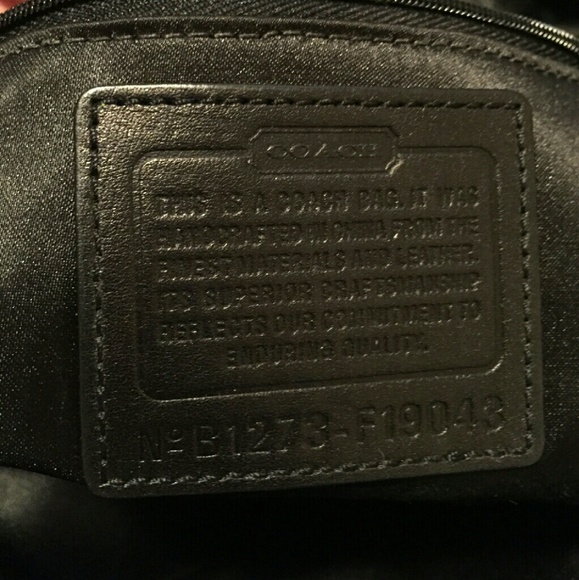 COACH
THIS IS A COACH BAG. IT WAS
HANDCRAFTED IN CHINA FROM THE
FINEST MATERIALS AND LEATHER.
ITS SUPERIOR CRAFTSMANSHIP
REFLECTS OUR COMMITMENT TO
ENDURING QUALITY.
Nº B1273-F19043